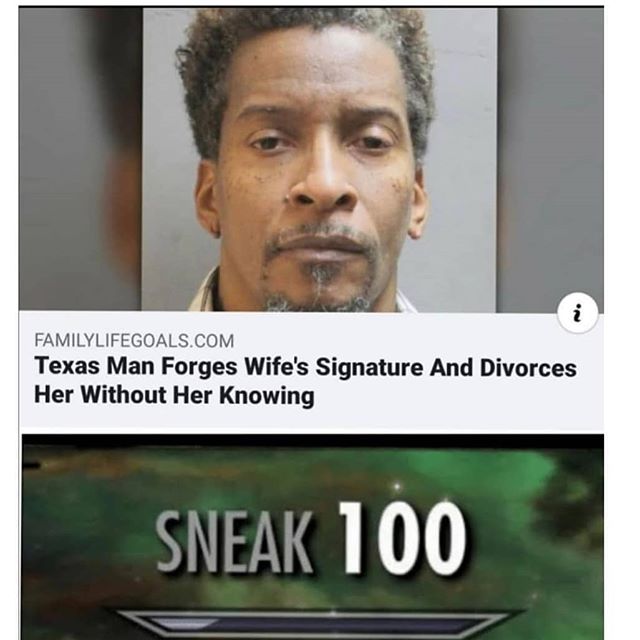 i
FAMILYLIFEGOALS.COM
Texas Man Forges Wife's Signature And Divorces
Her Without Her Knowing
SNEAK 100